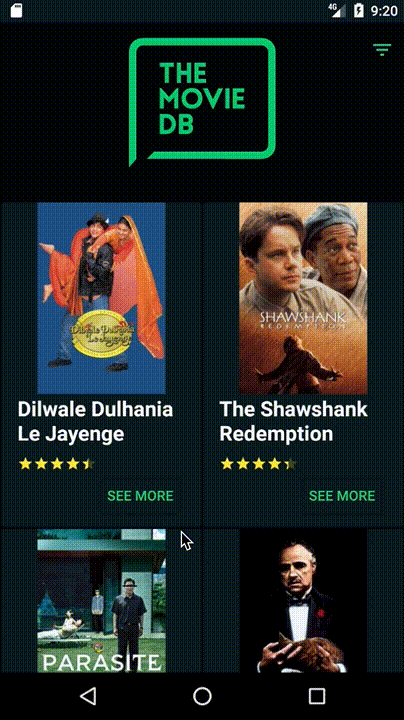 4G
9:20
THE
MOVIE
DB
Dilwale Dulhania
Le Jayenge
SHAWSHANK
REDEMPTION
Dilwale Dulhania
Le Jayenge
The Shawshank
Redemption
SEE MORE
SEE MORE
PARASITE